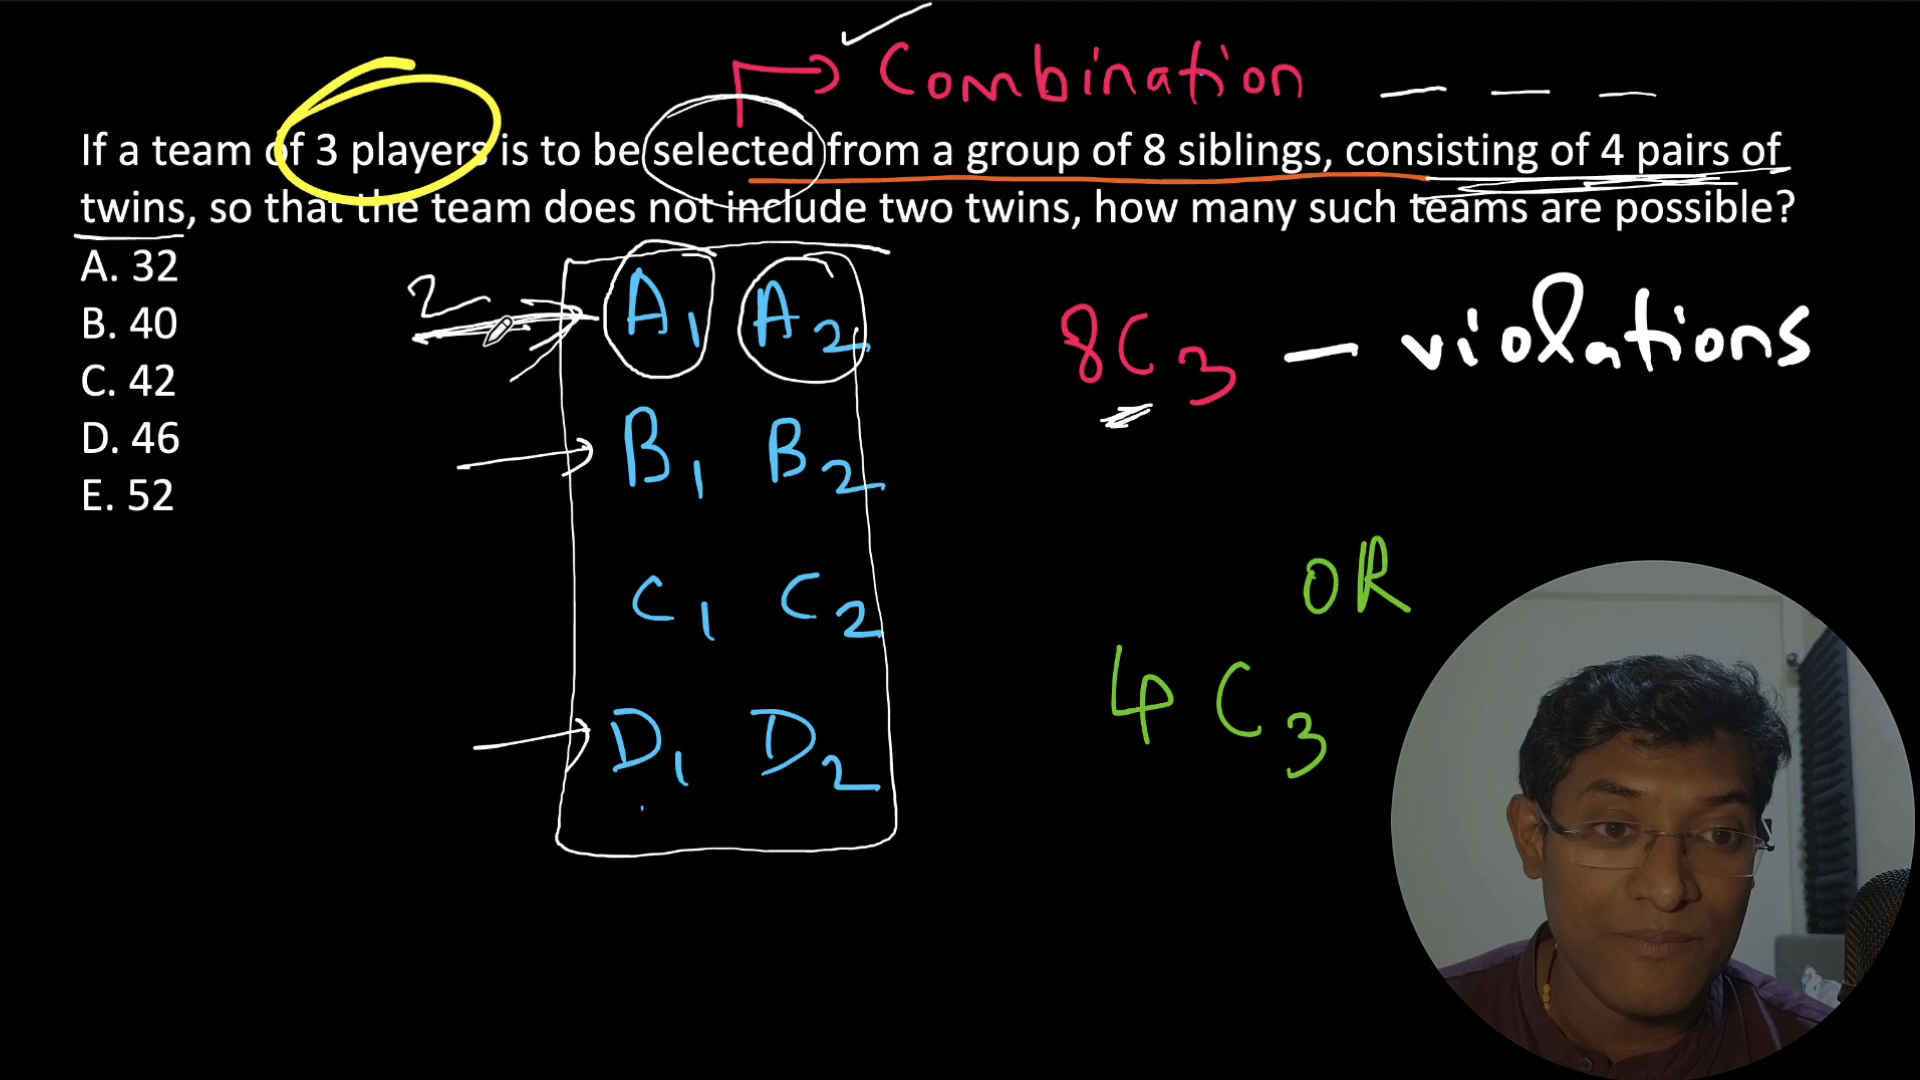 Combination
If a team of 3 players is to be selected from a group of 8 siblings, consisting of 4 pairs of
twins, so that the team does not include two twins, how many such teams are possible?
A. 32
B. 40
C. 42
D. 46
E. 52
2
A1 A2
B1 B2
C1 C2
D1 D2
8C3 – violations
OR
4C3